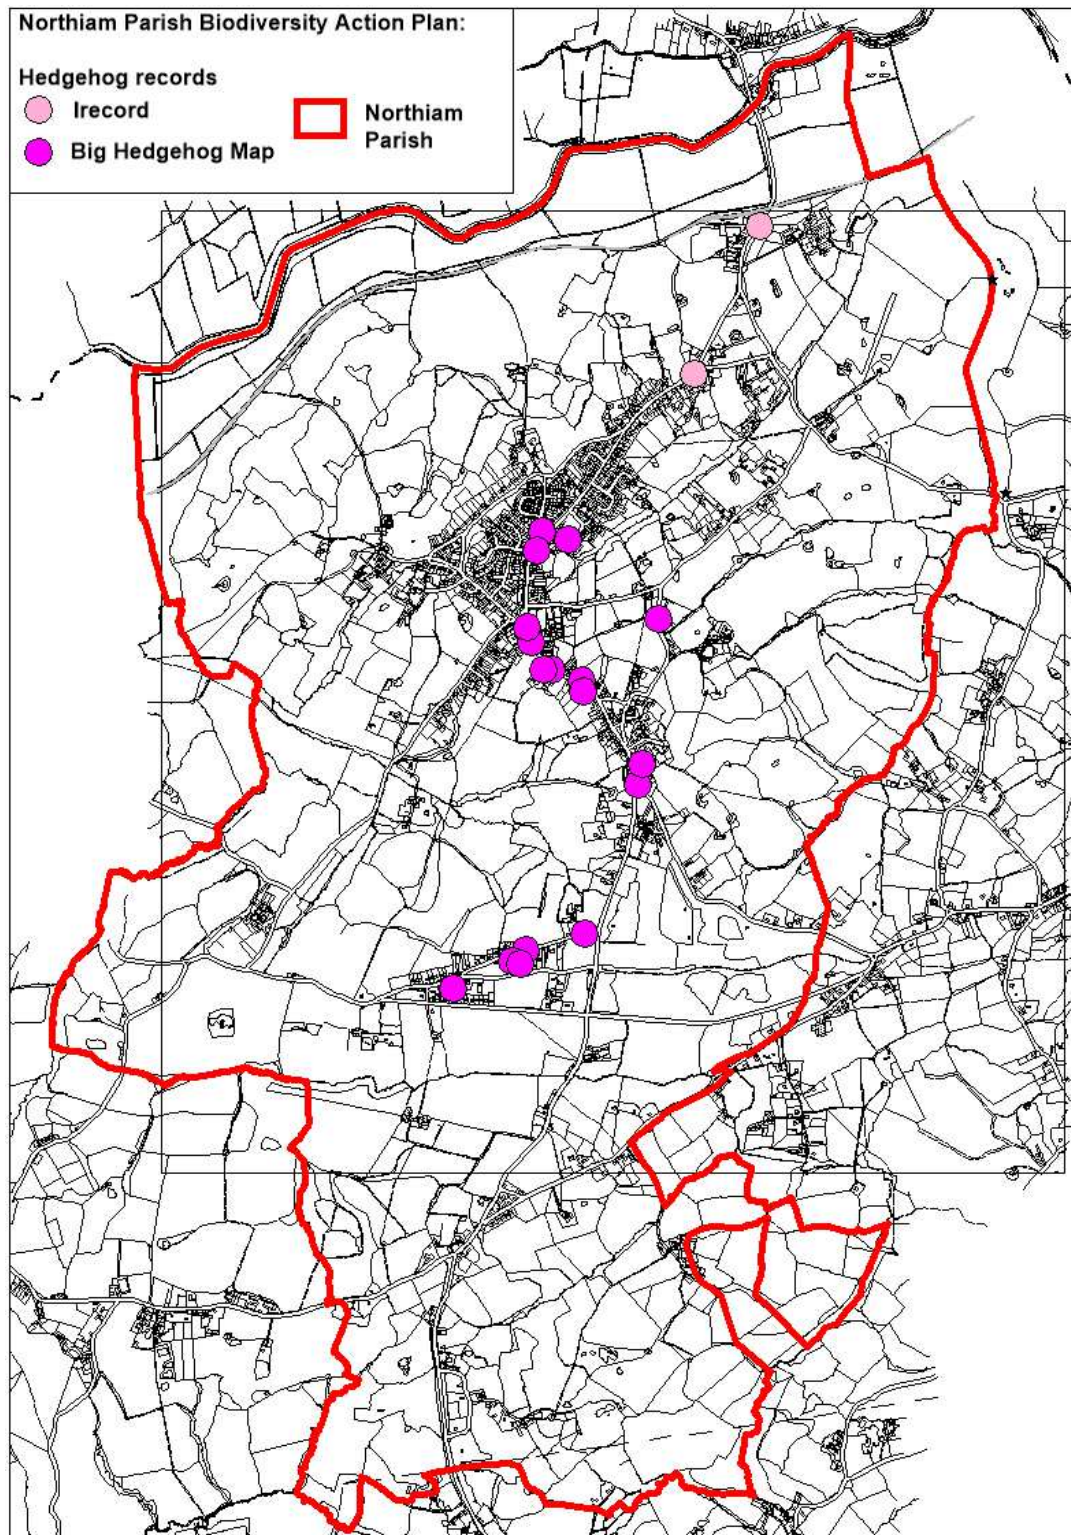 Northiam Parish Biodiversity Action Plan:
Hedgehog records
Irecord
Big Hedgehog Map
Northiam
Parish